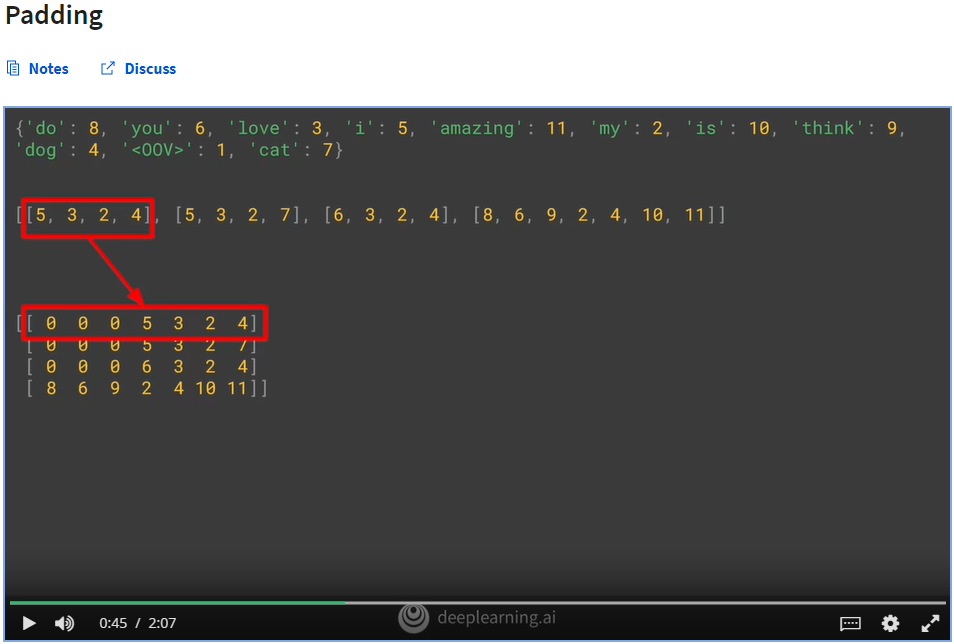 Padding
Notes Discuss
{'do': 8, 'you': 6, 'love': 3, 'i': 5, 'amazing': 11, 'my': 2, 'is': 10, 'think': 9,
'dog': 4, '<OOV>': 1, 'cat': 7}
[[5, 3, 2, 4], [5, 3, 2, 7], [6, 3, 2, 4], [8, 6, 9, 2, 4, 10, 11]]
[[ 0 0 0 5 3 2 4]
[ 0 0 0 5 3 2 7]
[ 0 0 0 6 3 2 4]
[ 8 6 9 2 4 10 11]]
0:45 / 2:07 deeplearning.ai